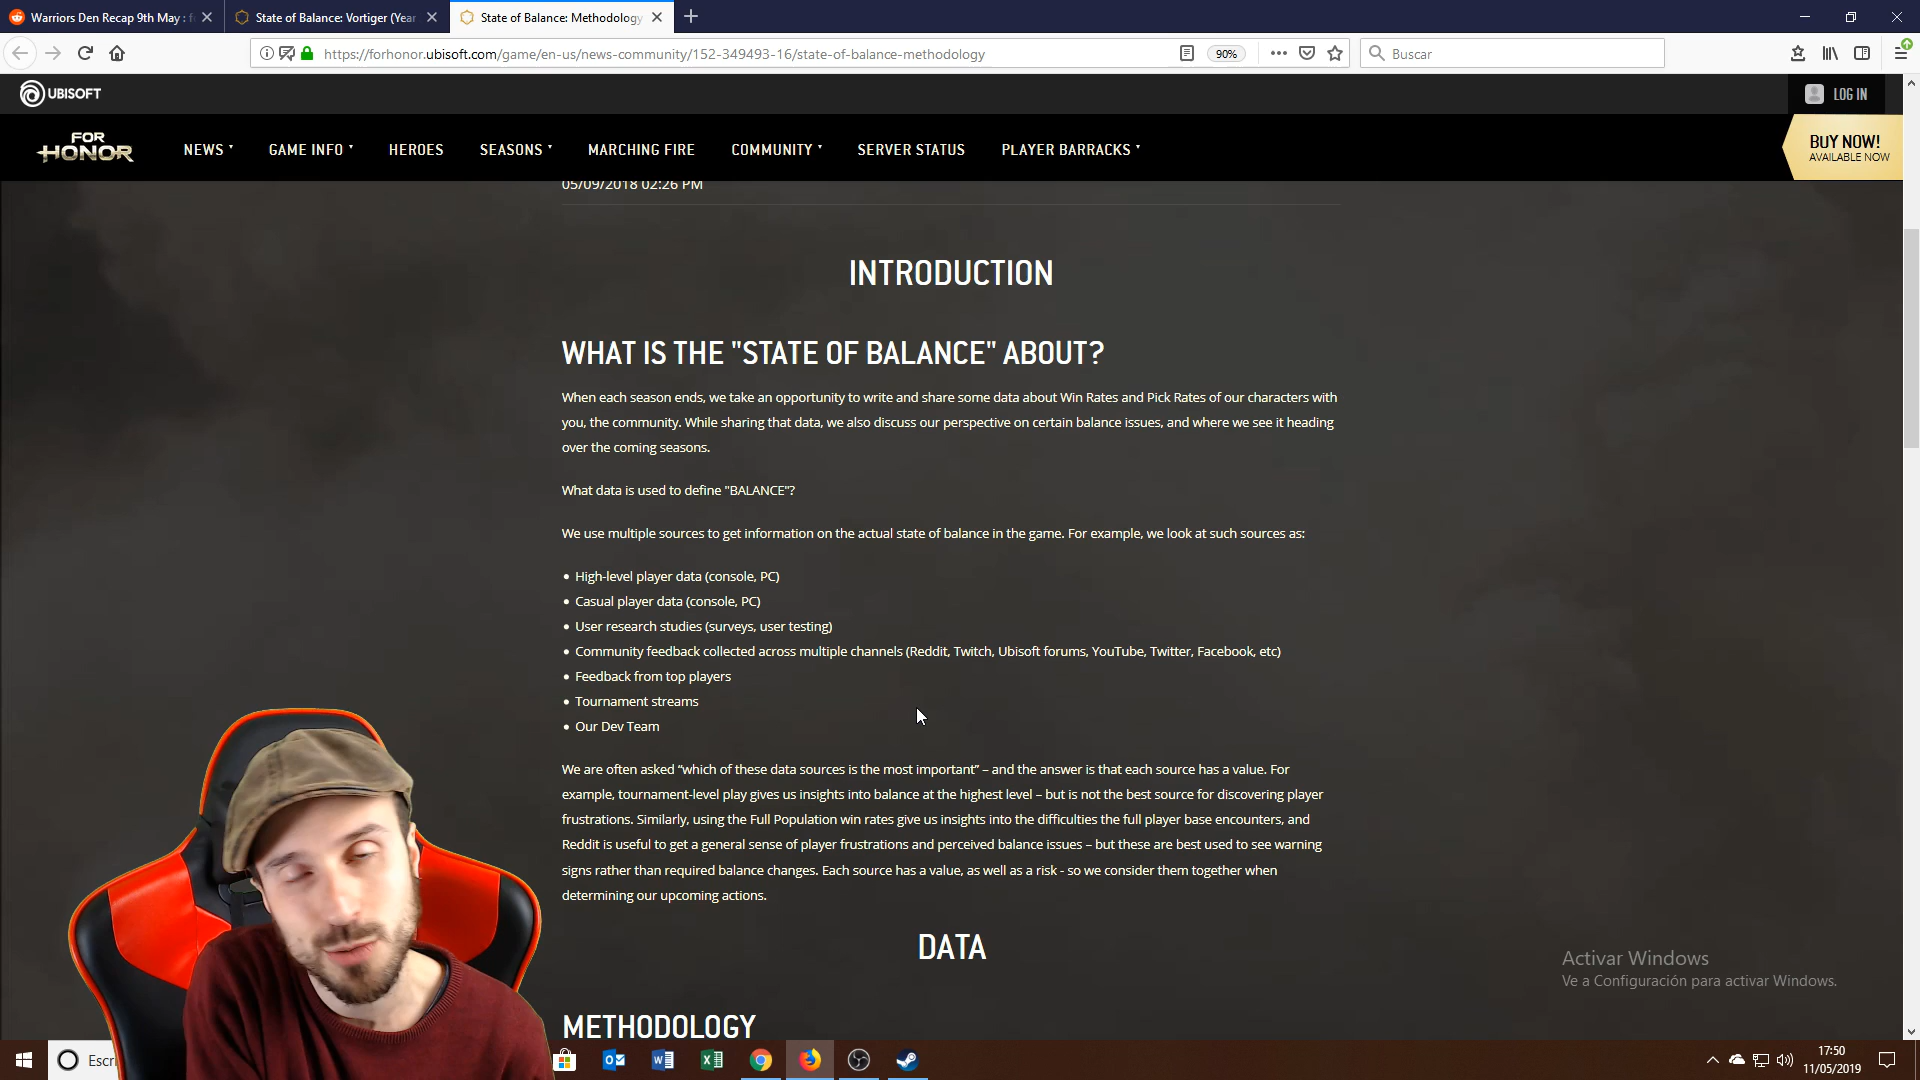 Warriors Den Recap 9th May : f
State of Balance: Vortiger (Year
State of Balance: Methodology
https://forhonor.ubisoft.com/game/en-us/news-community/152-349493-16/state-of-balance-methodology
90%
Buscar
UBISOFT
LOG IN
FOR HONOR
NEWS
GAME INFO
HEROES
SEASONS
MARCHING FIRE
COMMUNITY
SERVER STATUS
PLAYER BARRACKS
BUY NOW!
AVAILABLE NOW
05/09/2018 02:26 PM
INTRODUCTION
WHAT IS THE "STATE OF BALANCE" ABOUT?
When each season ends, we take an opportunity to write and share some data about Win Rates and Pick Rates of our characters with
you, the community. While sharing that data, we also discuss our perspective on certain balance issues, and where we see it heading
over the coming seasons.
What data is used to define "BALANCE"?
We use multiple sources to get information on the actual state of balance in the game. For example, we look at such sources as:
• High-level player data (console, PC)
• Casual player data (console, PC)
• User research studies (surveys, user testing)
• Community feedback collected across multiple channels (Reddit, Twitch, Ubisoft forums, YouTube, Twitter, Facebook, etc)
• Feedback from top players
• Tournament streams
• Our Dev Team
We are often asked “which of these data sources is the most important” – and the answer is that each source has a value. For
example, tournament-level play gives us insights into balance at the highest level – but is not the best source for discovering player
frustrations. Similarly, using the Full Population win rates give us insights into the difficulties the full player base encounters, and
Reddit is useful to get a general sense of player frustrations and perceived balance issues – but these are best used to see warning
signs rather than required balance changes. Each source has a value, as well as a risk - so we consider them together when
determining our upcoming actions.
DATA
METHODOLOGY
Activar Windows
Ve a Configuración para activar Windows.
Escri
17:50
11/05/2019